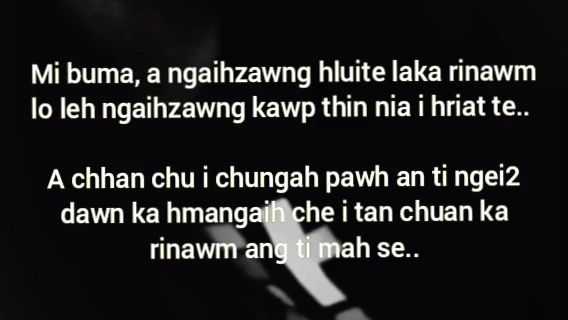 Mi buma, a ngaihzawng hluite laka rinawm
lo leh ngaihzawng kawp thin nia i hriat te..
A chhan chu i chungah pawh an ti ngei2
dawn ka hmangaih che i tan chuan ka
rinawm ang ti mah se..